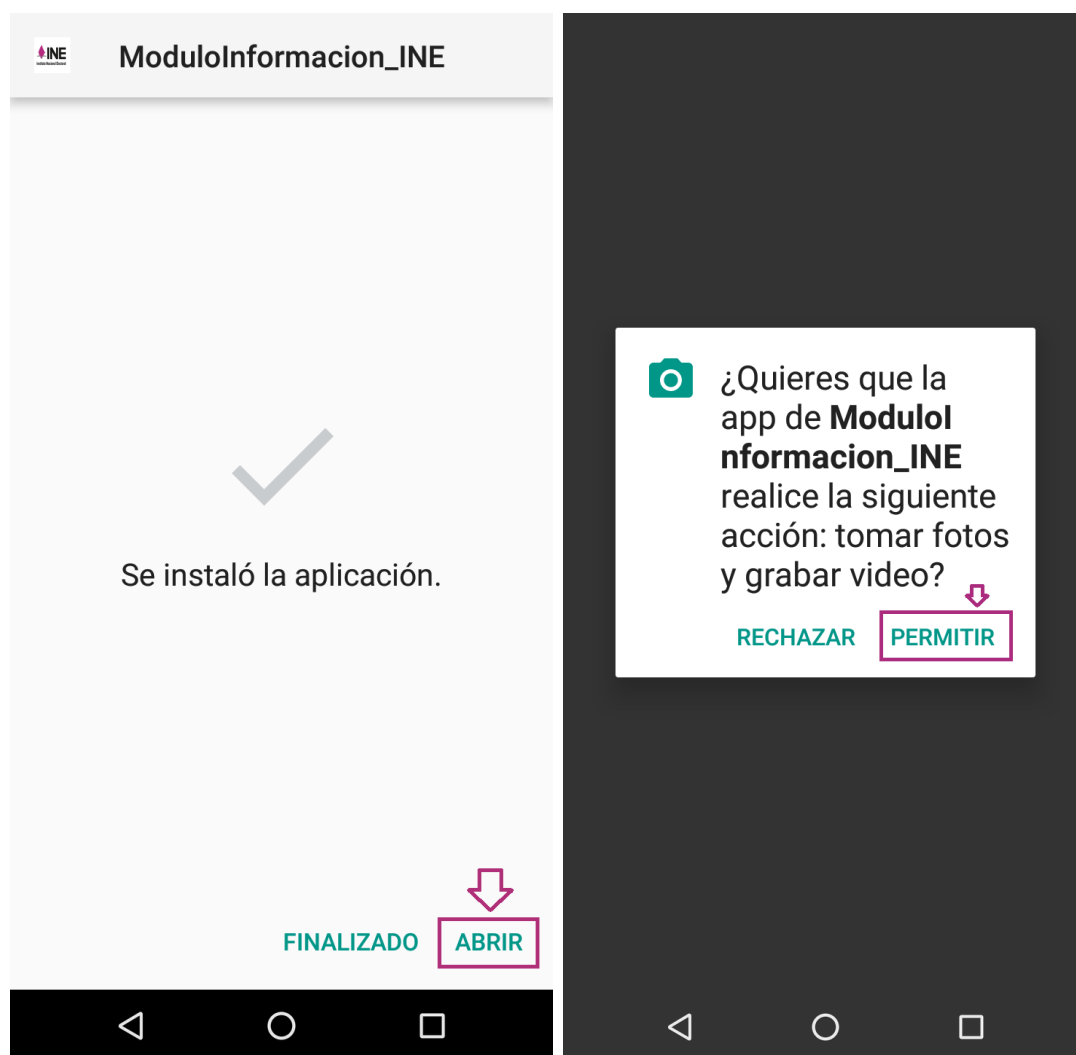 INE
ModuloInformacion_INE
Se instaló la aplicación.
FINALIZADO
ABRIR
¿Quieres que la
app de ModuloI
nformacion_INE
realice la siguiente
acción: tomar fotos
y grabar video?
RECHAZAR
PERMITIR